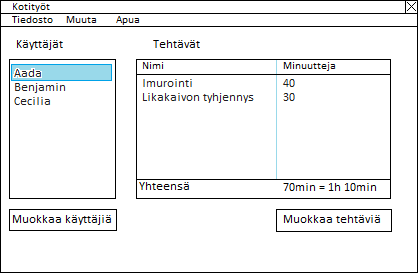 Kotityöt
Tiedosto Muuta Apua
Käyttäjät
Aada
Benjamin
Cecilia
Muokkaa käyttäjiä
Tehtävät
Nimi Minuutteja
Imurointi 40
Likakaivon tyhjennys 30
Yhteensä 70min = 1h 10min
Muokkaa tehtäviä